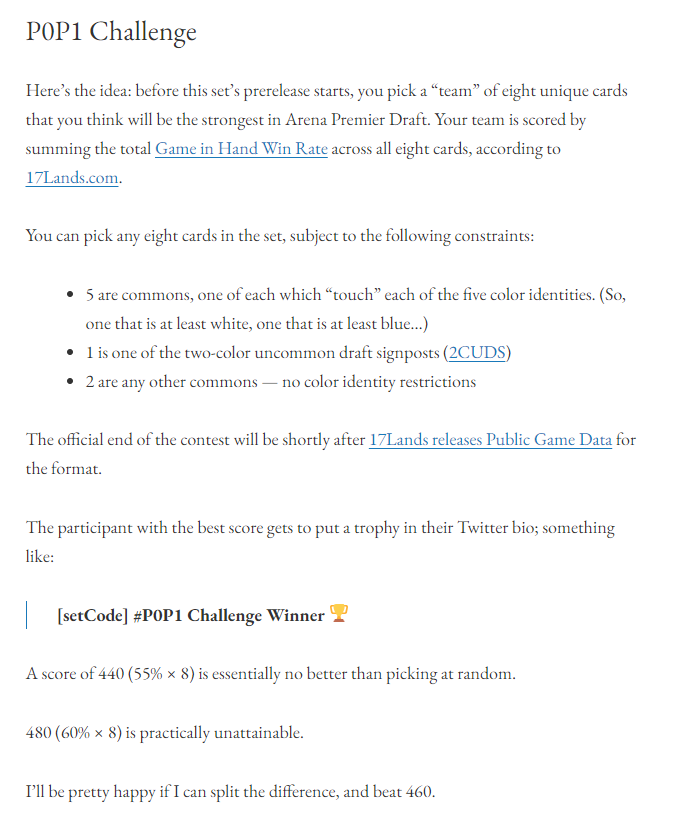 P0P1 Challenge
Here’s the idea: before this set’s prerelease starts, you pick a “team” of eight unique cards
that you think will be the strongest in Arena Premier Draft. Your team is scored by
summing the total Game in Hand Win Rate across all eight cards, according to
17Lands.com.
You can pick any eight cards in the set, subject to the following constraints:
• 5 are commons, one of each which “touch” each of the five color identities. (So,
one that is at least white, one that is at least blue…)
• 1 is one of the two-color uncommon draft signposts (2CUDS)
• 2 are any other commons — no color identity restrictions
The official end of the contest will be shortly after 17Lands releases Public Game Data for
the format.
The participant with the best score gets to put a trophy in their Twitter bio; something
like:
[setCode] #P0P1 Challenge Winner 🏆
A score of 440 (55% × 8) is essentially no better than picking at random.
480 (60% × 8) is practically unattainable.
I’ll be pretty happy if I can split the difference, and beat 460.